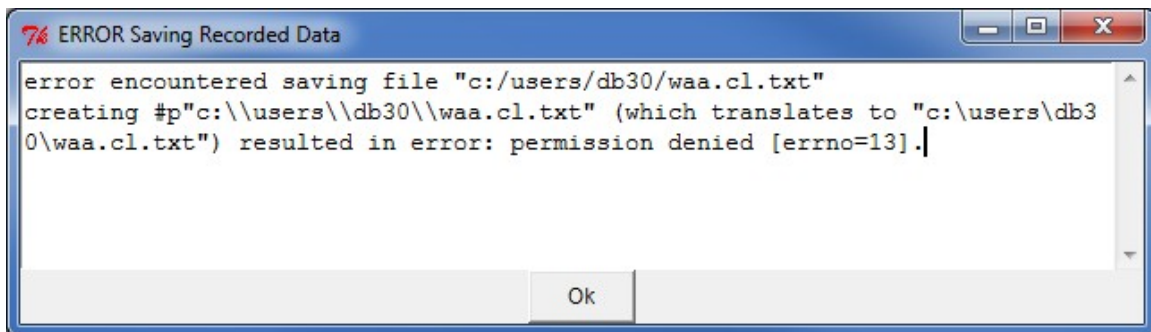 ERROR Saving Recorded Data
error encountered saving file "c:/users/db30/waa.cl.txt"
creating #p"c:\\users\\db30\\waa.cl.txt" (which translates to "c:\users\db3
0\waa.cl.txt") resulted in error: permission denied [errno=13].
Ok